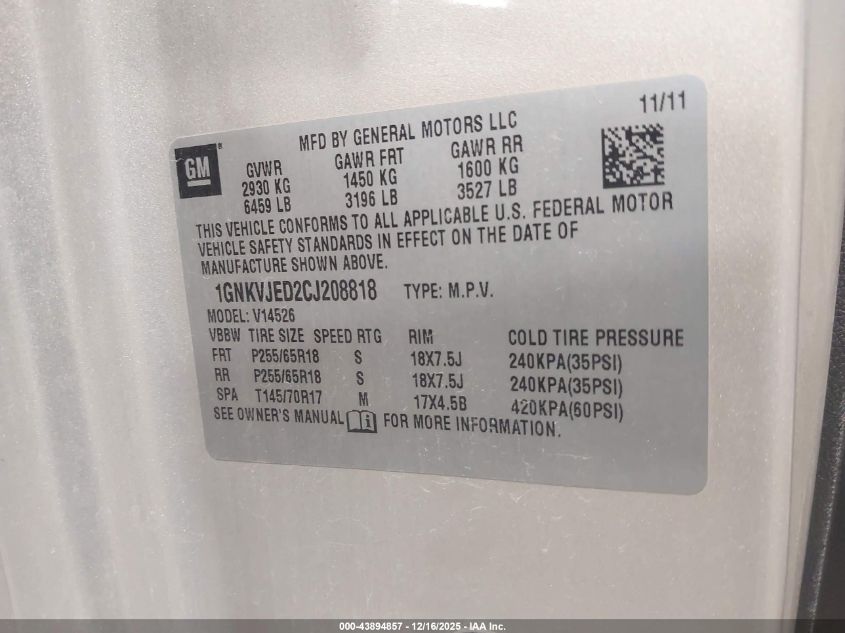 11/11
MFD BY GENERAL MOTORS LLC
GM®
GVWR GAWR FRT GAWR RR
2930 KG 1450 KG 1600 KG
6459 LB 3196 LB 3527 LB
THIS VEHICLE CONFORMS TO ALL APPLICABLE U.S. FEDERAL MOTOR
VEHICLE SAFETY STANDARDS IN EFFECT ON THE DATE OF
MANUFACTURE SHOWN ABOVE.
1GNKVJED2CJ208818 TYPE: M.P.V.
MODEL: V14526
VBBW TIRE SIZE SPEED RTG RIM COLD TIRE PRESSURE
FRT P255/65R18 S 18X7.5J 240KPA(35PSI)
RR P255/65R18 S 18X7.5J 240KPA(35PSI)
SPA T145/70R17 M 17X4.5B 420KPA(60PSI)
SEE OWNER'S MANUAL i FOR MORE INFORMATION.
000-43894857 - 12/16/2025 - IAA Inc.